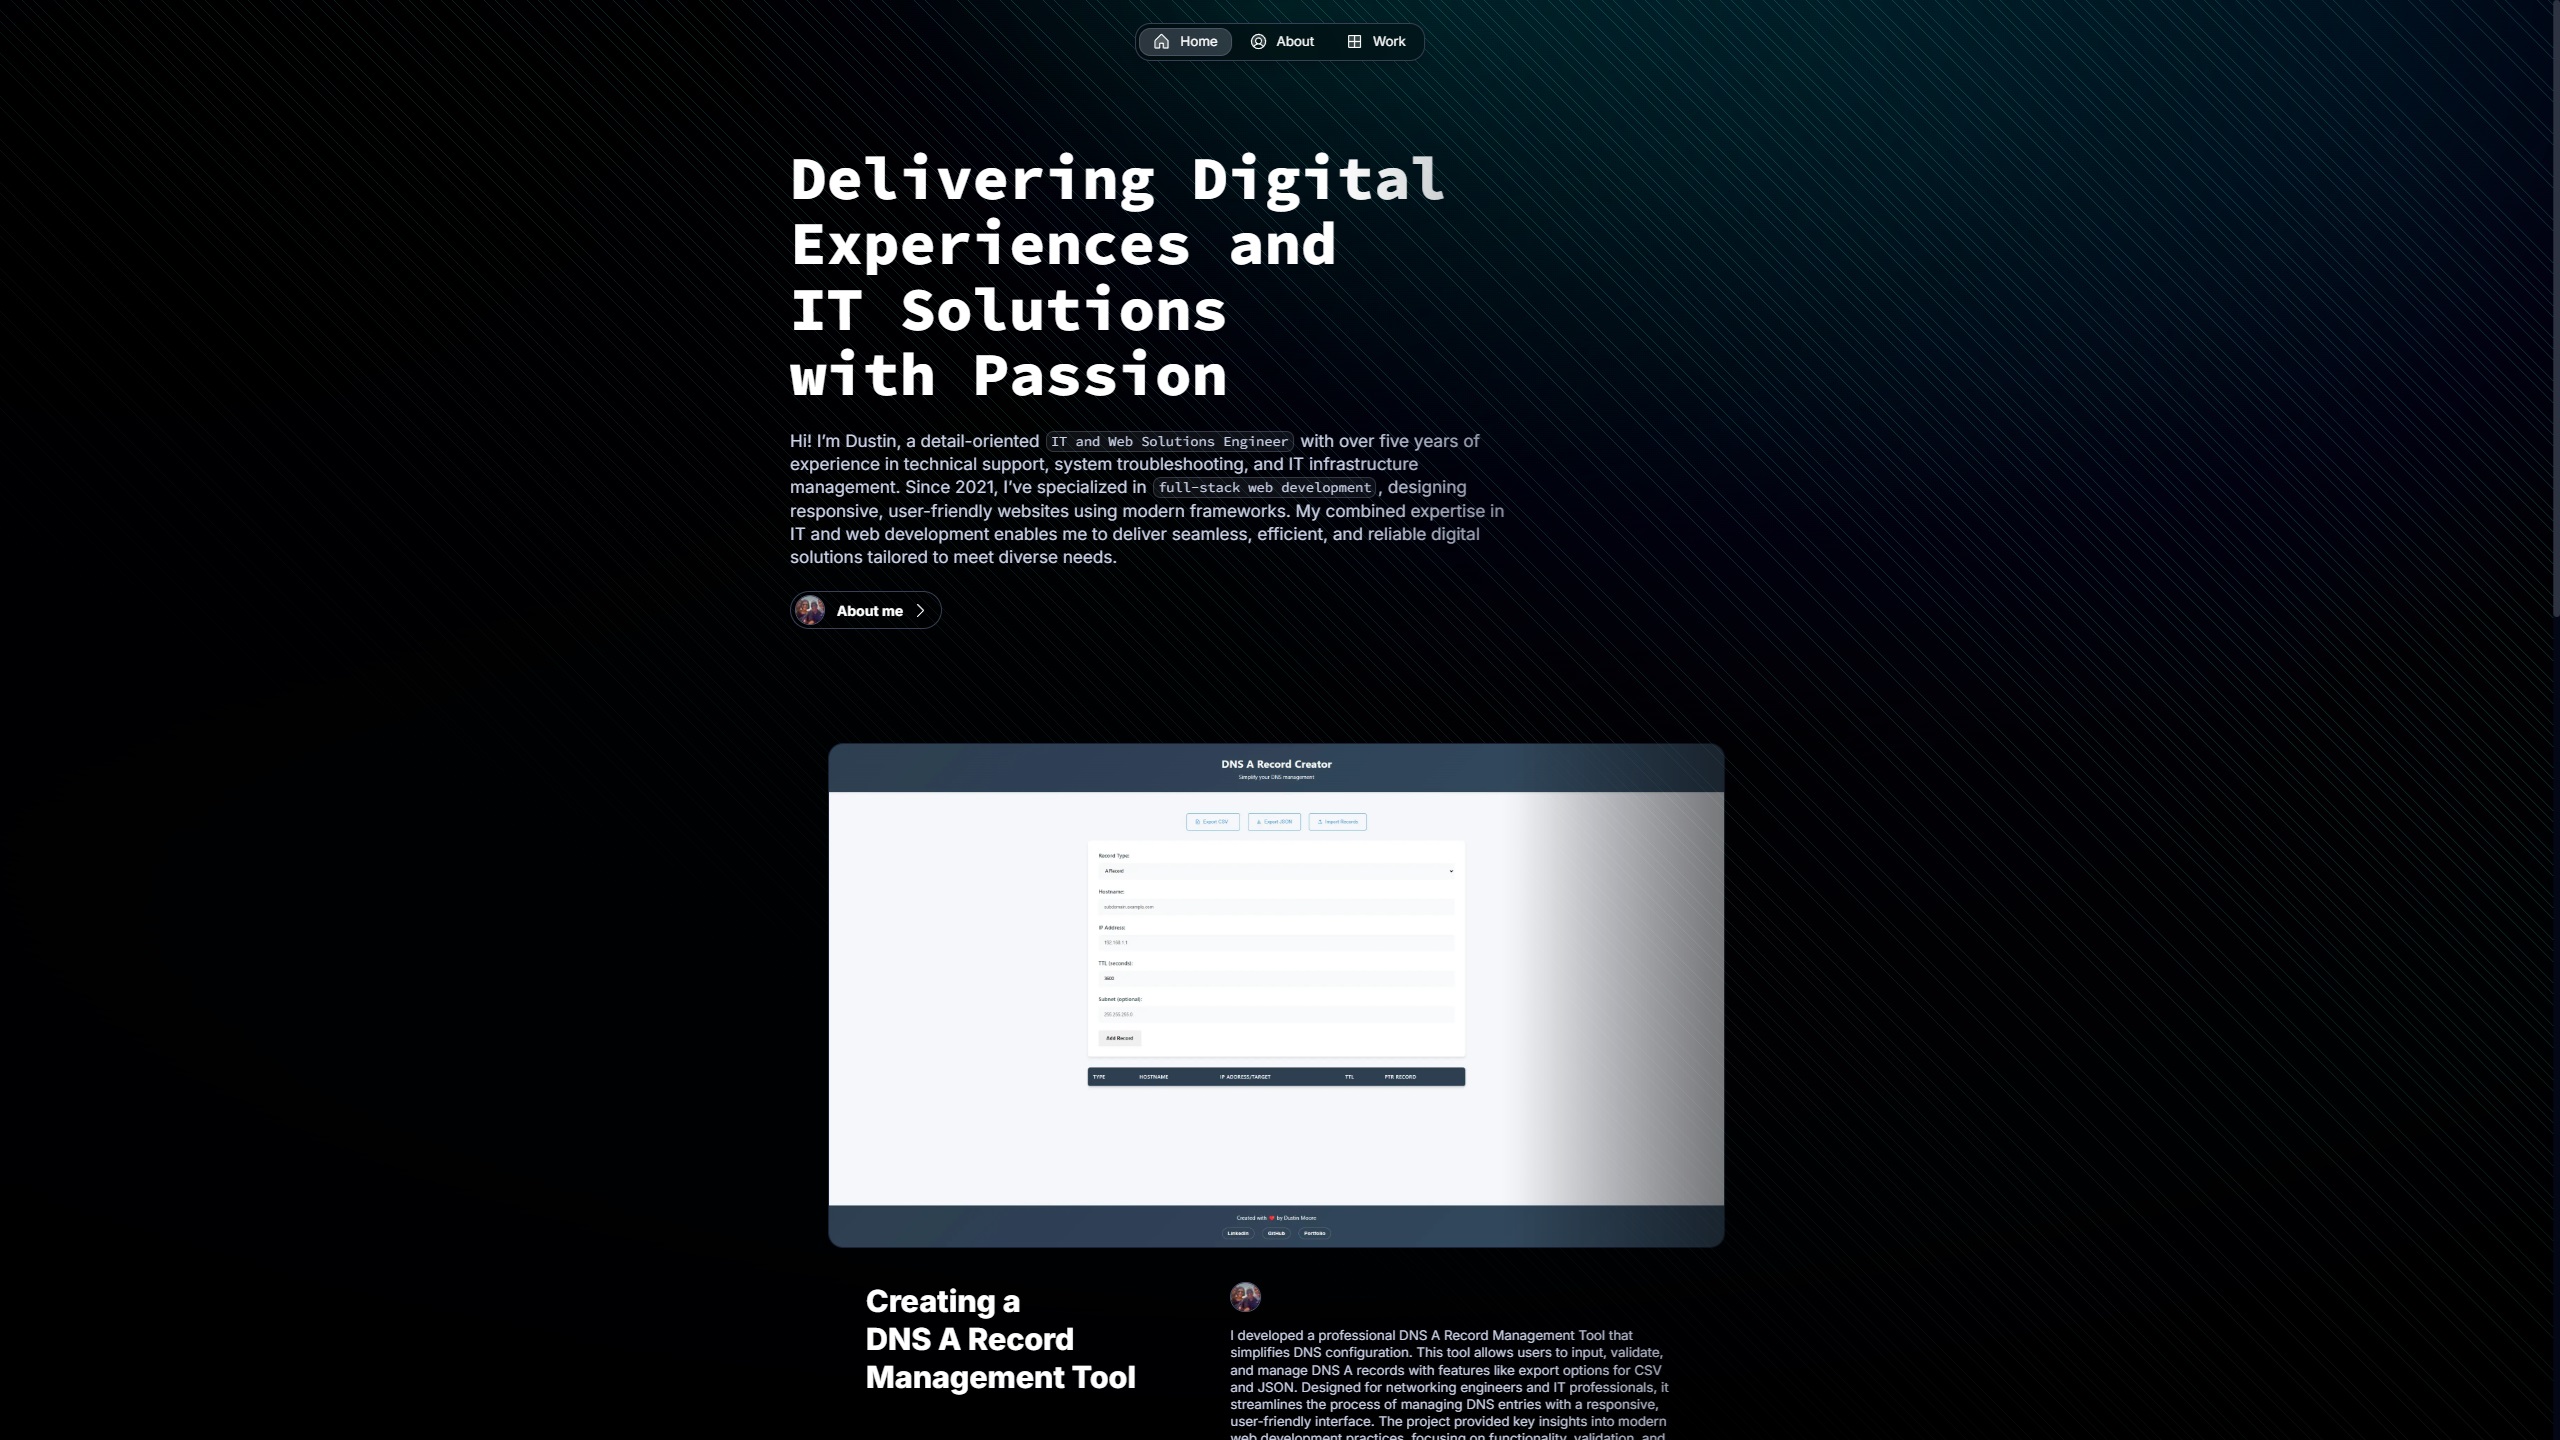 Home
About
Work
Delivering Digital
Experiences and
IT Solutions
with Passion
Hi! I’m Dustin, a detail-oriented IT and Web Solutions Engineer with over five years of
experience in technical support, system troubleshooting, and IT infrastructure
management. Since 2021, I’ve specialized in full-stack web development, designing
responsive, user-friendly websites using modern frameworks. My combined expertise in
IT and web development enables me to deliver seamless, efficient, and reliable digital
solutions tailored to meet diverse needs.
About me
DNS A Record Creator
Simplify your DNS management
Export CSV
Export JSON
Import Records
Record Type:
A Record
Hostname:
subdomain.example.com
IP Address:
192.168.1.1
TTL (seconds):
3600
Subnet (optional):
255.255.255.0
Add Record
TYPE HOSTNAME IP ADDRESS/TARGET TTL PTR RECORD
Created with ❤️ by Dustin Moore
LinkedIn
GitHub
Portfolio
Creating a
DNS A Record
Management Tool
I developed a professional DNS A Record Management Tool that
simplifies DNS configuration. This tool allows users to input, validate,
and manage DNS A records with features like export options for CSV
and JSON. Designed for networking engineers and IT professionals, it
streamlines the process of managing DNS entries with a responsive,
user-friendly interface. The project provided key insights into modern
web development practices, focusing on functionality, validation, and